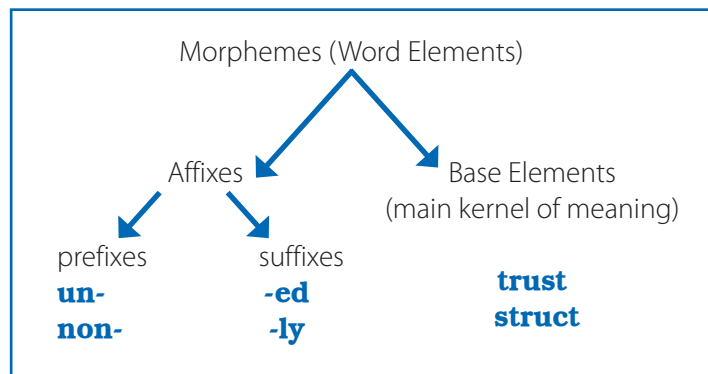 Morphemes (Word Elements)
Affixes
Base Elements
(main kernel of meaning)
prefixes
un-
non-
suffixes
-ed
-ly
trust
struct